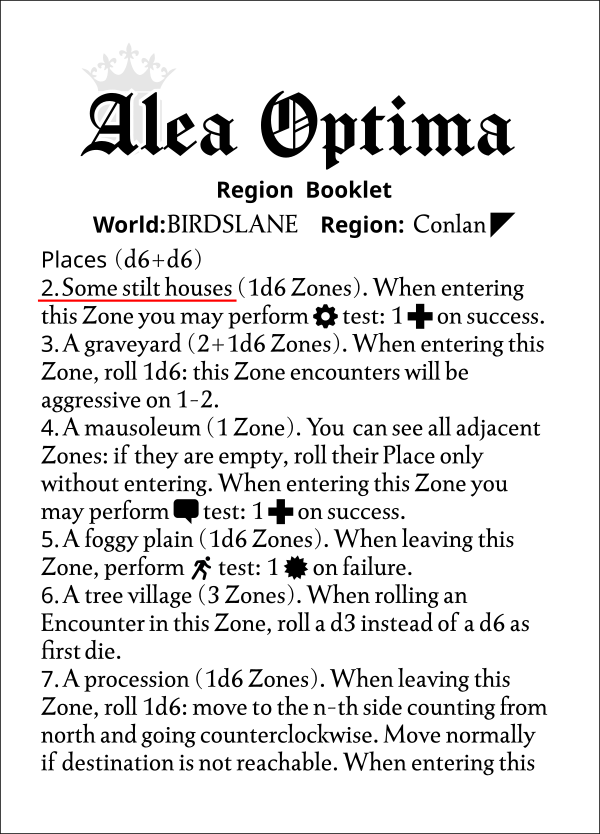 Alea Optima
Region Booklet
World:BIRDSLANE Region: Conlan
Places (d6+d6)
2.Some stilt houses (1d6 Zones). When entering
this Zone you may perform test: 1 on success.
3.A graveyard (2+1d6 Zones). When entering this
Zone, roll 1d6: this Zone encounters will be
aggressive on 1-2.
4.A mausoleum (1 Zone). You can see all adjacent
Zones: if they are empty, roll their Place only
without entering. When entering this Zone you
may perform test: 1 on success.
5.A foggy plain (1d6 Zones). When leaving this
Zone, perform test: 1 on failure.
6.A tree village (3 Zones). When rolling an
Encounter in this Zone, roll a d3 instead of a d6 as
first die.
7.A procession (1d6 Zones). When leaving this
Zone, roll 1d6: move to the n-th side counting from
north and going counterclockwise. Move normally
if destination is not reachable. When entering this